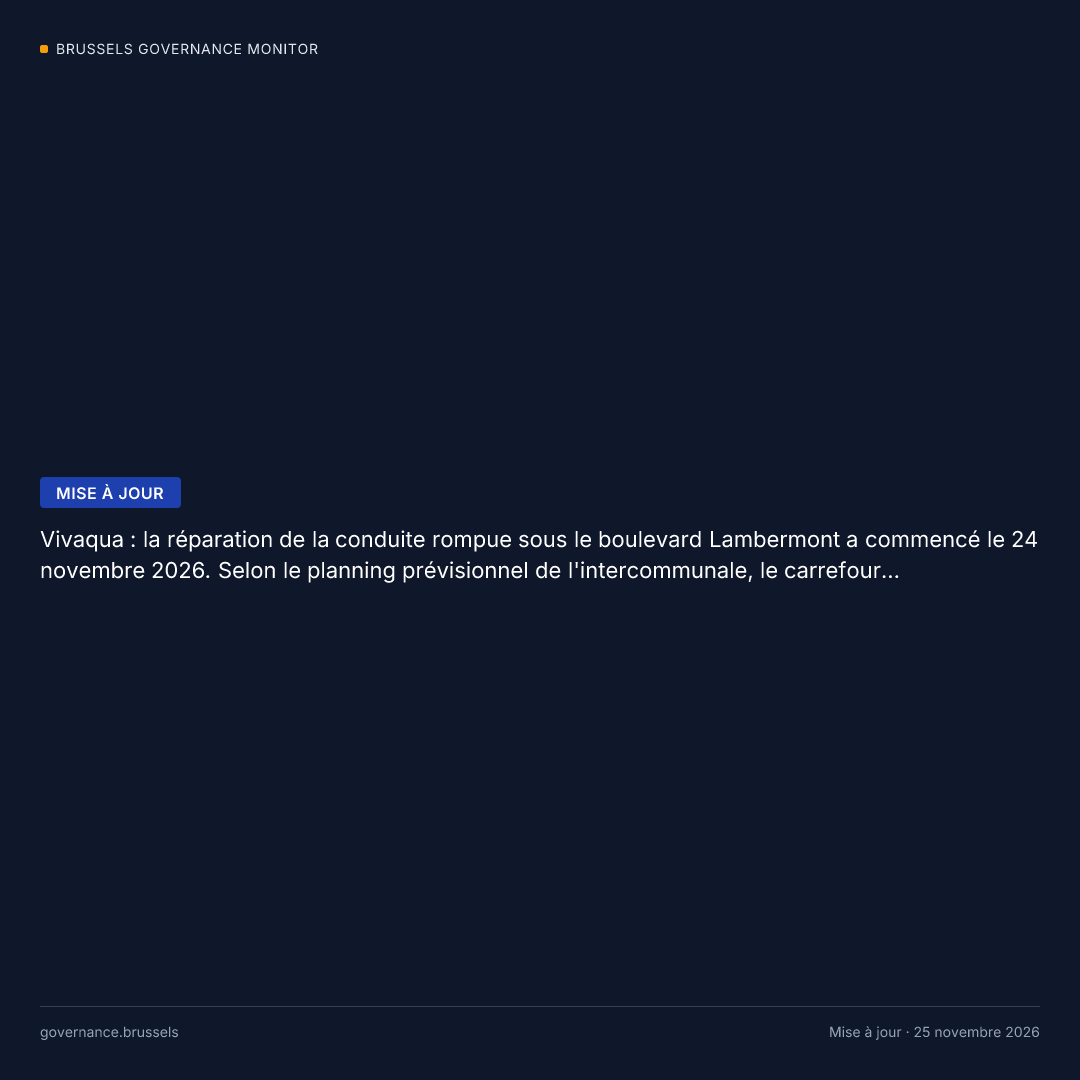 BRUSSELS GOVERNANCE MONITOR
MISE À JOUR
Vivaqua : la réparation de la conduite rompue sous le boulevard Lambermont a commencé le 24
novembre 2026. Selon le planning prévisionnel de l'intercommunale, le carrefour...
governance.brussels
Mise à jour · 25 novembre 2026